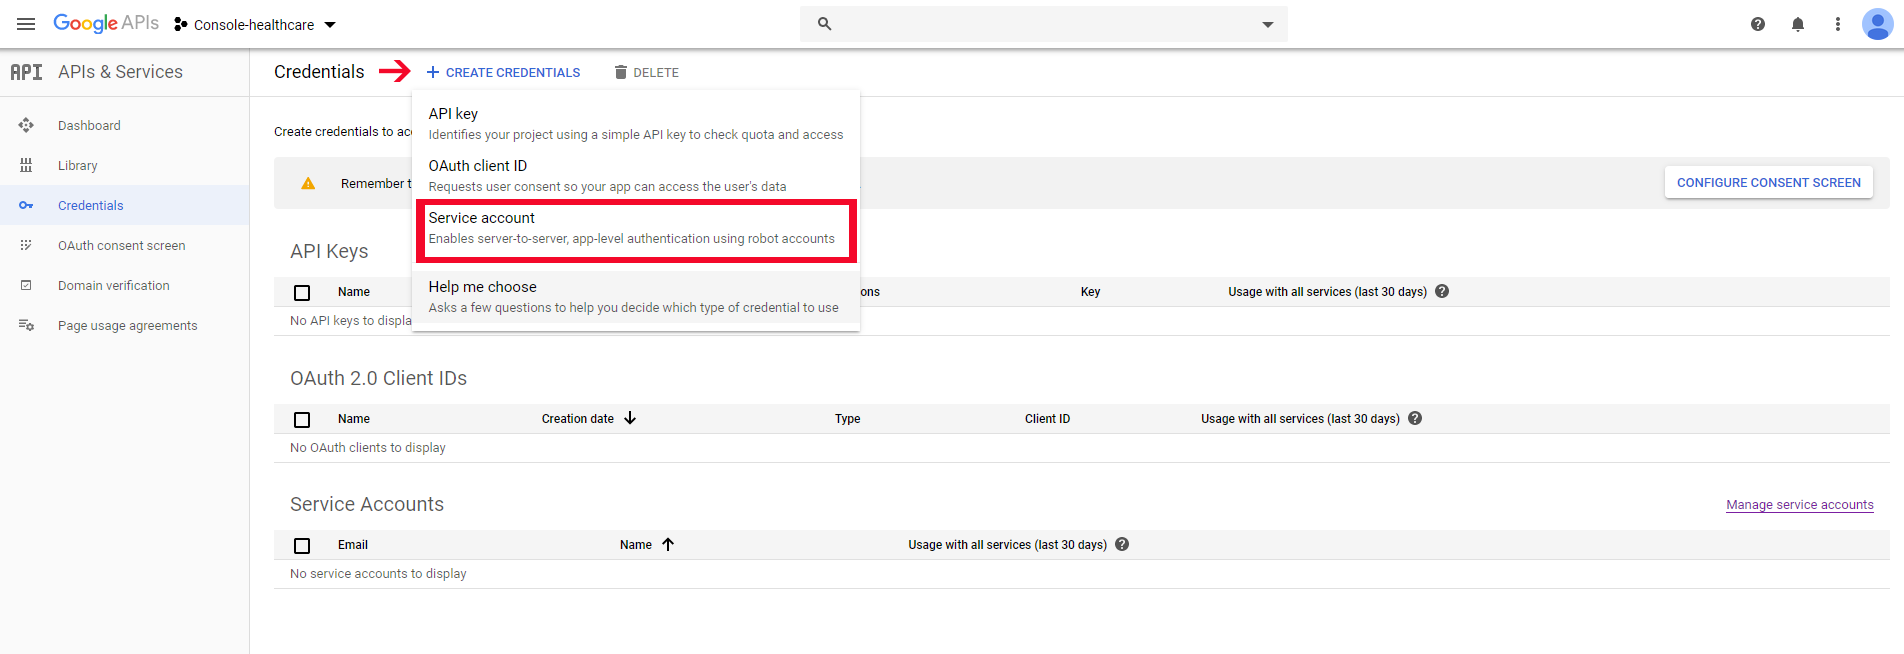 Google APIs Console-healthcare
API APIs & Services
Credentials + CREATE CREDENTIALS DELETE
Dashboard
Library
Credentials
OAuth consent screen
Domain verification
Page usage agreements
API key
Identifies your project using a simple API key to check quota and access
OAuth client ID
Requests user consent so your app can access the user's data
Service account
Enables server-to-server, app-level authentication using robot accounts
Help me choose
Asks a few questions to help you decide which type of credential to use
Create credentials to acc
Remember t
CONFIGURE CONSENT SCREEN
API Keys
Name ons Key Usage with all services (last 30 days)
No API keys to displa
OAuth 2.0 Client IDs
Name Creation date Type Client ID Usage with all services (last 30 days)
No OAuth clients to display
Service Accounts Manage service accounts
Email Name Usage with all services (last 30 days)
No service accounts to display